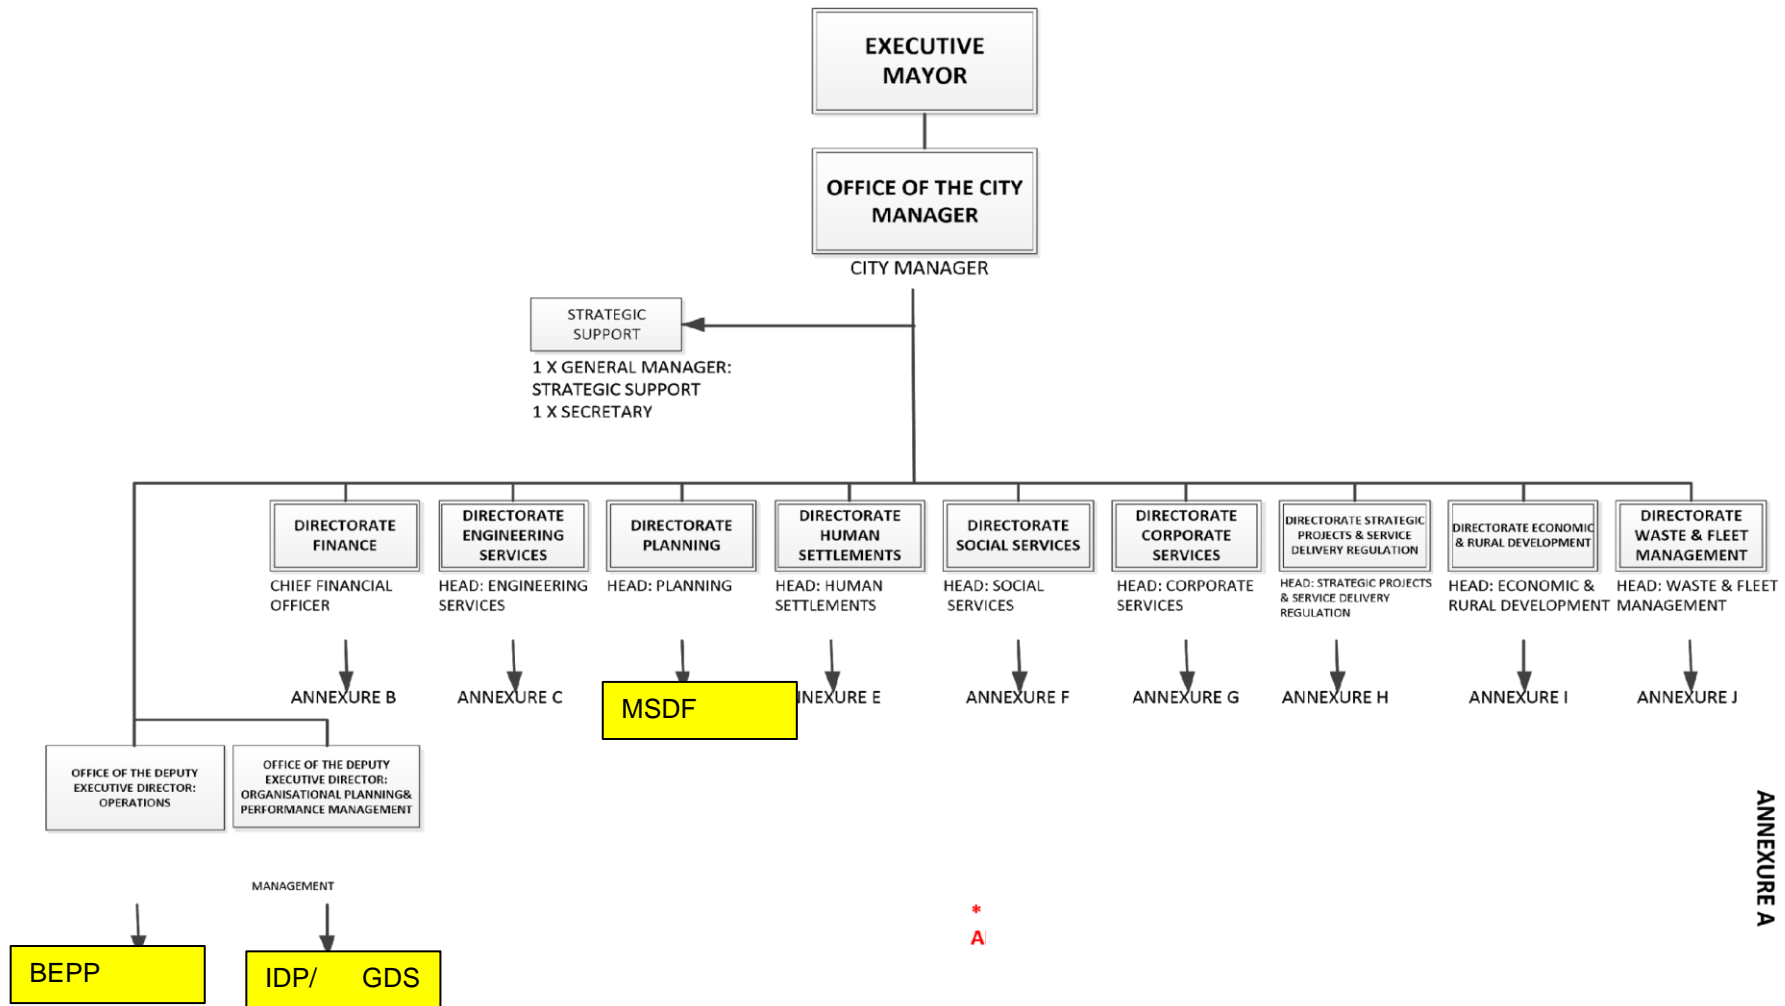 EXECUTIVE
MAYOR
OFFICE OF THE CITY
MANAGER
CITY MANAGER
STRATEGIC
SUPPORT
1 X GENERAL MANAGER:
STRATEGIC SUPPORT
1 X SECRETARY
DIRECTORATE
FINANCE
CHIEF FINANCIAL
OFFICER
ANNEXURE B
DIRECTORATE
ENGINEERING
SERVICES
HEAD: ENGINEERING
SERVICES
ANNEXURE C
DIRECTORATE
PLANNING
HEAD: PLANNING
MSDF
DIRECTORATE
HUMAN
SETTLEMENTS
HEAD: HUMAN
SETTLEMENTS
NNEXURE E
DIRECTORATE
SOCIAL SERVICES
HEAD: SOCIAL
SERVICES
ANNEXURE F
DIRECTORATE
CORPORATE
SERVICES
HEAD: CORPORATE
SERVICES
ANNEXURE G
DIRECTORATE STRATEGIC
PROJECTS & SERVICE
DELIVERY REGULATION
HEAD: STRATEGIC PROJECTS
& SERVICE DELIVERY
REGULATION
ANNEXURE H
DIRECTORATE ECONOMIC
& RURAL DEVELOPMENT
HEAD: ECONOMIC &
RURAL DEVELOPMENT
ANNEXURE I
DIRECTORATE
WASTE & FLEET
MANAGEMENT
HEAD: WASTE & FLEET
MANAGEMENT
ANNEXURE J
OFFICE OF THE DEPUTY
EXECUTIVE DIRECTOR:
OPERATIONS
OFFICE OF THE DEPUTY
EXECUTIVE DIRECTOR:
ORGANISATIONAL PLANNING&
PERFORMANCE MANAGEMENT
MANAGEMENT
BEPP
IDP/ GDS
*
A
ANNEXURE A